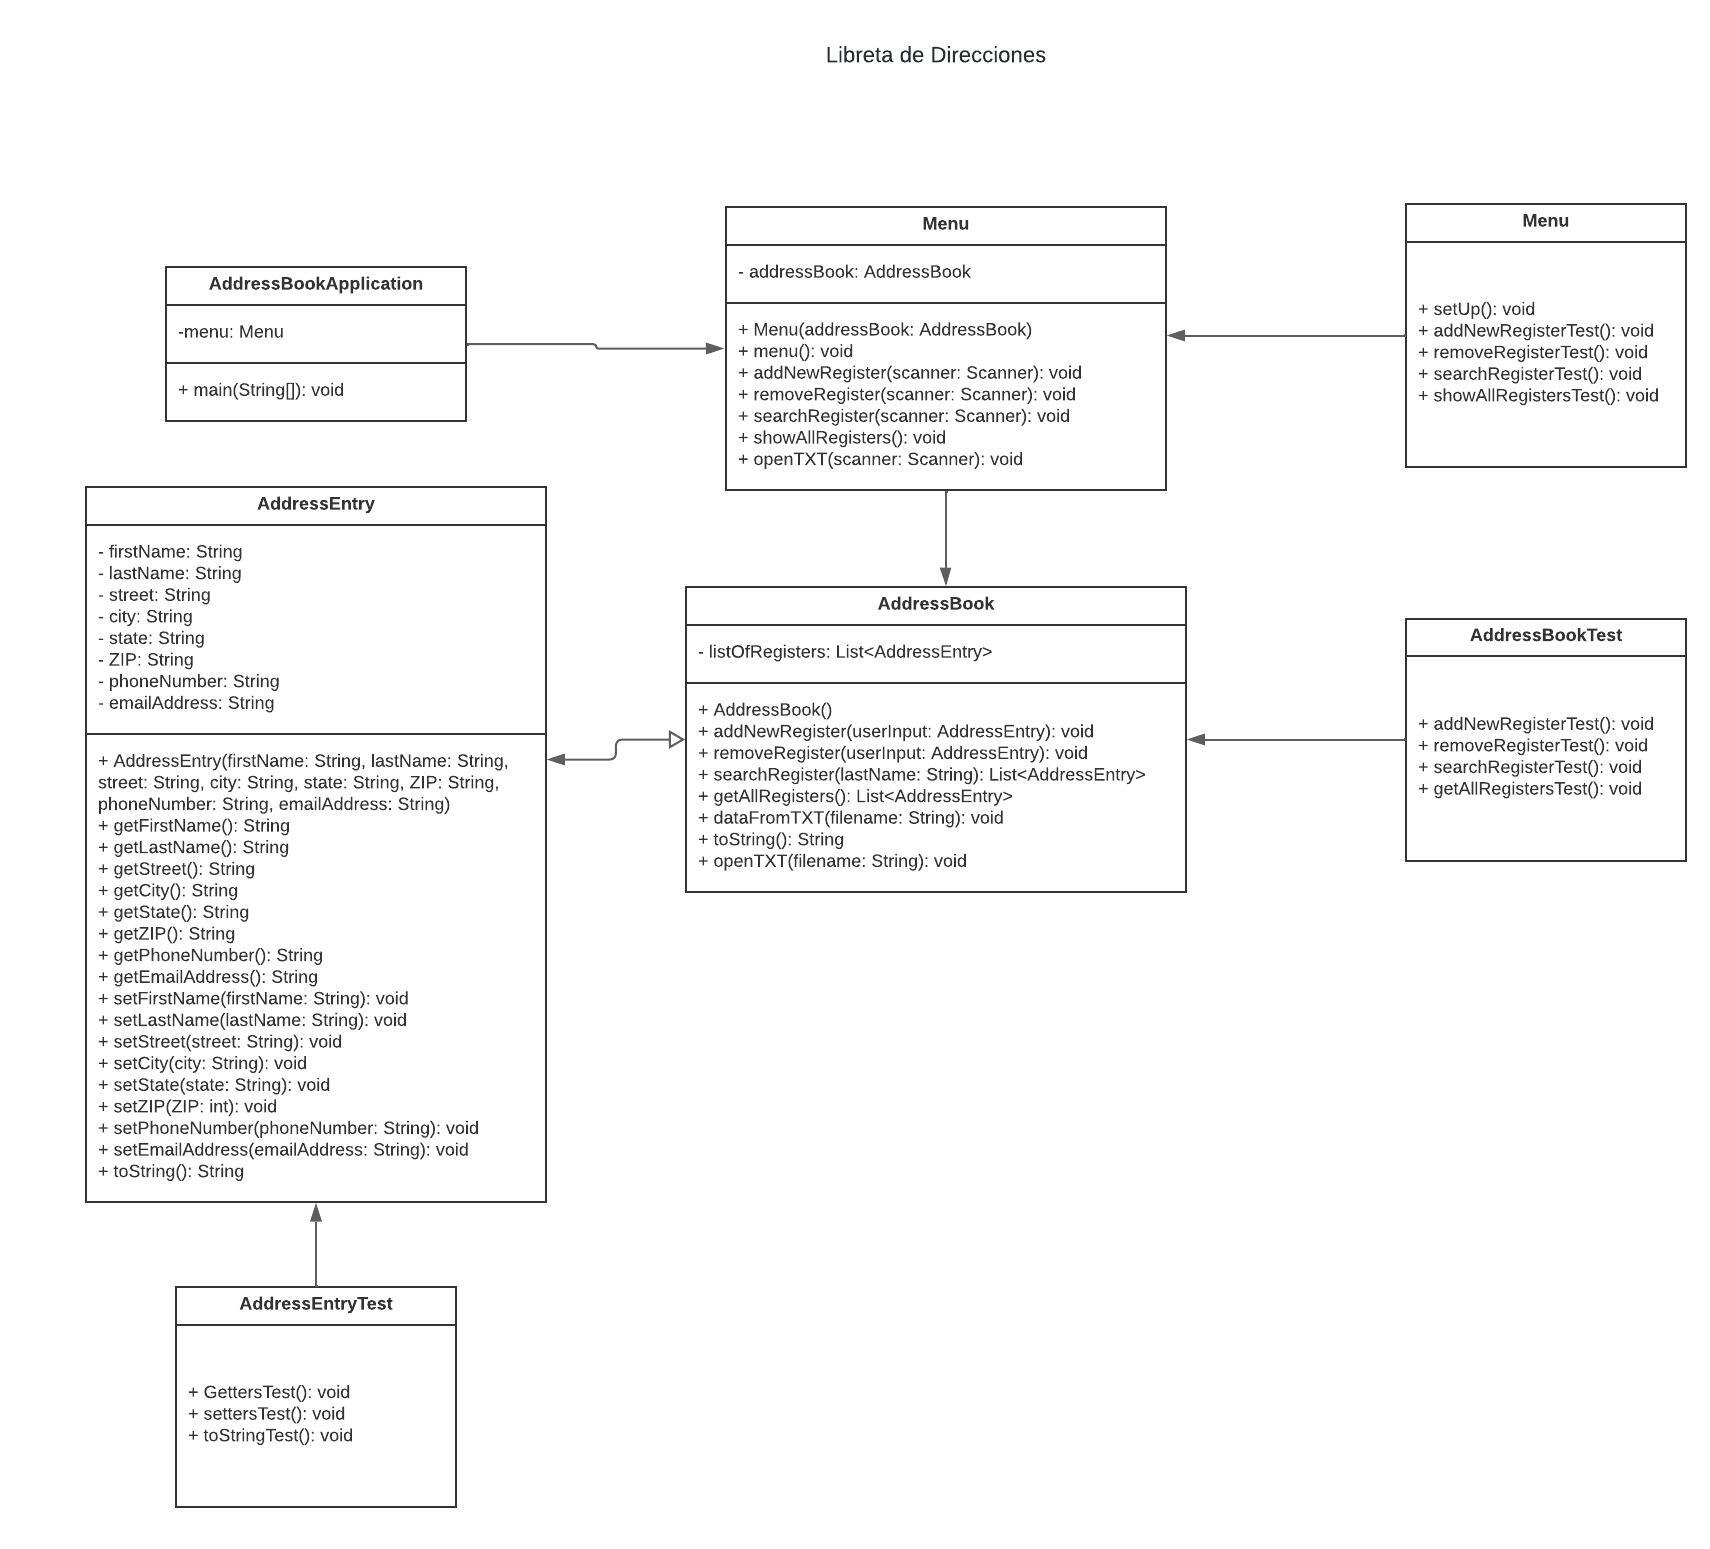 Libreta de Direcciones
AddressBookApplication
-menu: Menu
+ main(String[]): void
Menu
- addressBook: AddressBook
+ Menu(addressBook: AddressBook)
+ menu(): void
+ addNewRegister(scanner: Scanner): void
+ removeRegister(scanner: Scanner): void
+ searchRegister(scanner: Scanner): void
+ showAllRegisters(): void
+ openTXT(scanner: Scanner): void
Menu
+ setUp(): void
+ addNewRegisterTest(): void
+ removeRegisterTest(): void
+ searchRegisterTest(): void
+ showAllRegistersTest(): void
AddressEntry
- firstName: String
- lastName: String
- street: String
- city: String
- state: String
- ZIP: String
- phoneNumber: String
- emailAddress: String
+ AddressEntry(firstName: String, lastName: String,
street: String, city: String, state: String, ZIP: String,
phoneNumber: String, emailAddress: String)
+ getFirstName(): String
+ getLastName(): String
+ getStreet(): String
+ getCity(): String
+ getState(): String
+ getZIP(): String
+ getPhoneNumber(): String
+ getEmailAddress(): String
+ setFirstName(firstName: String): void
+ setLastName(lastName: String): void
+ setStreet(street: String): void
+ setCity(city: String): void
+ setState(state: String): void
+ setZIP(ZIP: int): void
+ setPhoneNumber(phoneNumber: String): void
+ setEmailAddress(emailAddress: String): void
+ toString(): String
AddressBook
- listOfRegisters: List<AddressEntry>
+ AddressBook()
+ addNewRegister(userInput: AddressEntry): void
+ removeRegister(userInput: AddressEntry): void
+ searchRegister(lastName: String): List<AddressEntry>
+ getAllRegisters(): List<AddressEntry>
+ dataFromTXT(filename: String): void
+ toString(): String
+ openTXT(filename: String): void
AddressBookTest
+ addNewRegisterTest(): void
+ removeRegisterTest(): void
+ searchRegisterTest(): void
+ getAllRegistersTest(): void
AddressEntryTest
+ GettersTest(): void
+ settersTest(): void
+ toStringTest(): void